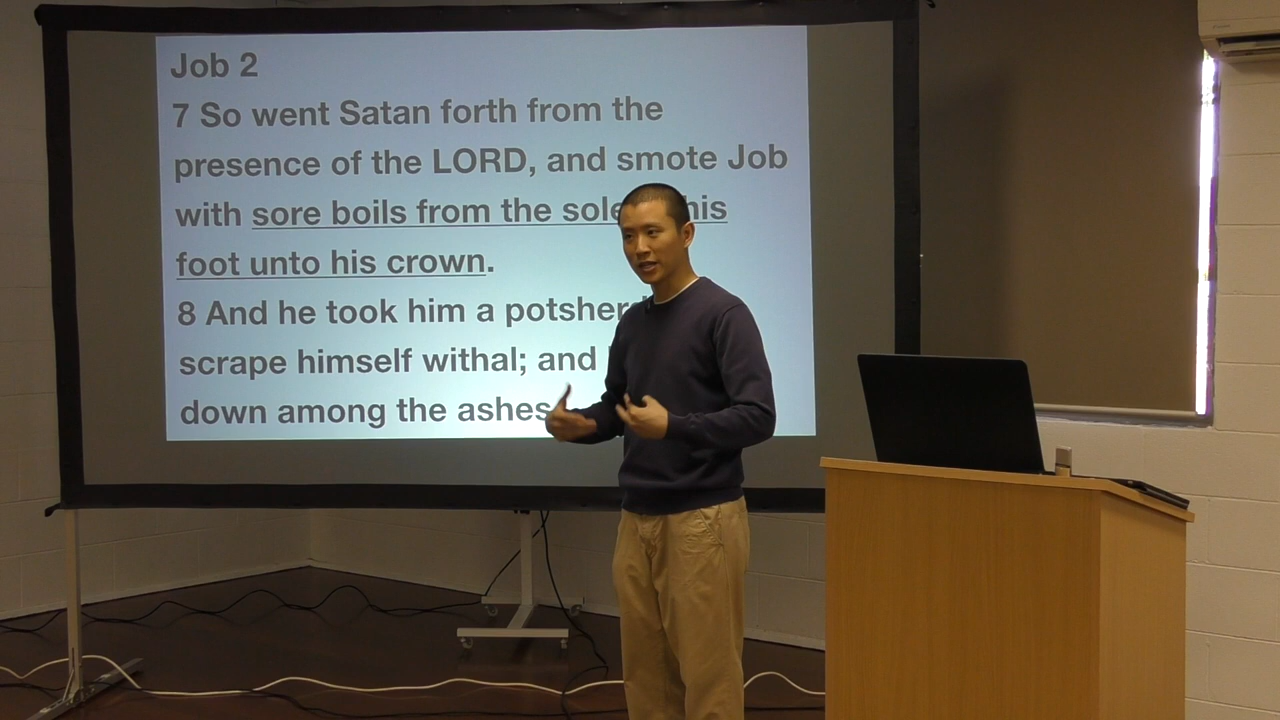 Job 2
7 So went Satan forth from the
presence of the LORD, and smote Job
with sore boils from the sole his
foot unto his crown.
8 And he took him a potsher
scrape himself withal; and
down among the ashes